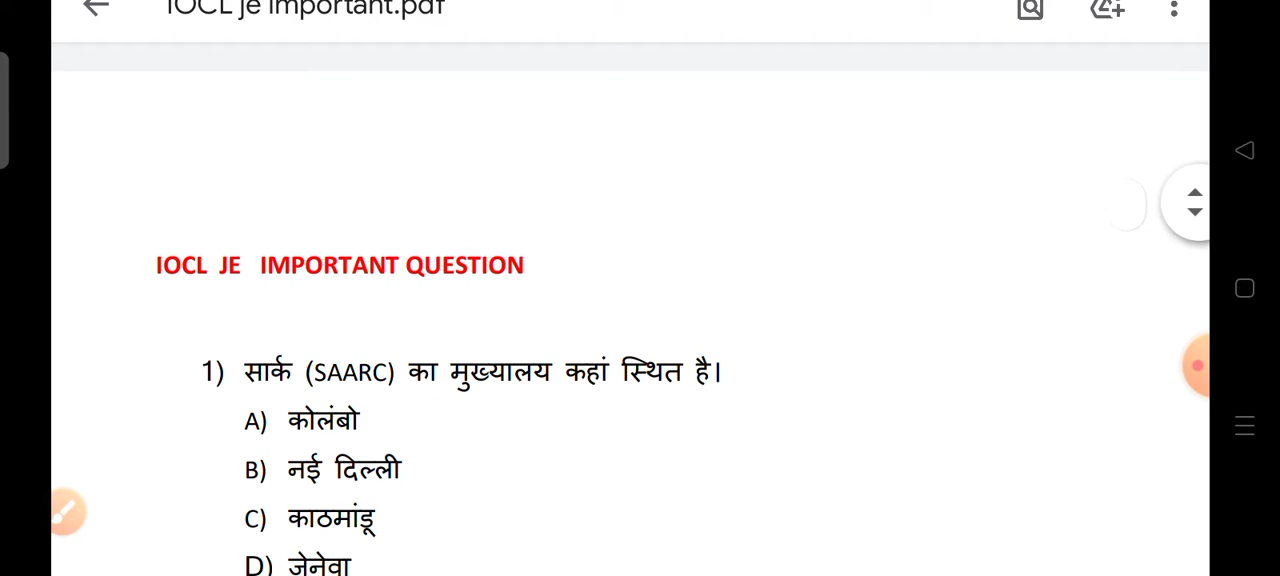 IOCL je important.pdf
IOCL JE IMPORTANT QUESTION
1) सार्क (SAARC) का मुख्यालय कहां स्थित है।
A) कोलंबो
B) नई दिल्ली
C) काठमांडू
D) जेनेवा